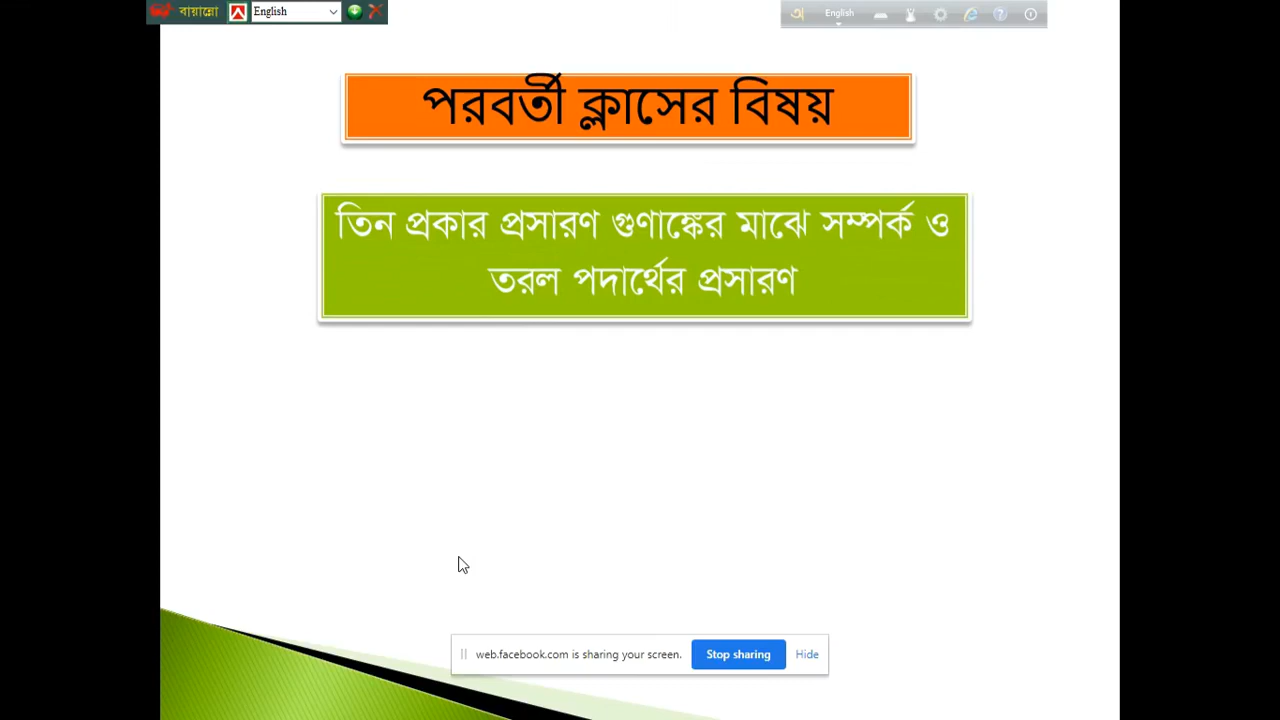 বায়ান্নো English অ English
পরবর্তী ক্লাসের বিষয়
তিন প্রকার প্রসারণ গুণাঙ্কের মাঝে সম্পর্ক ও
তরল পদার্থের প্রসারণ
web.facebook.com is sharing your screen. Stop sharing Hide